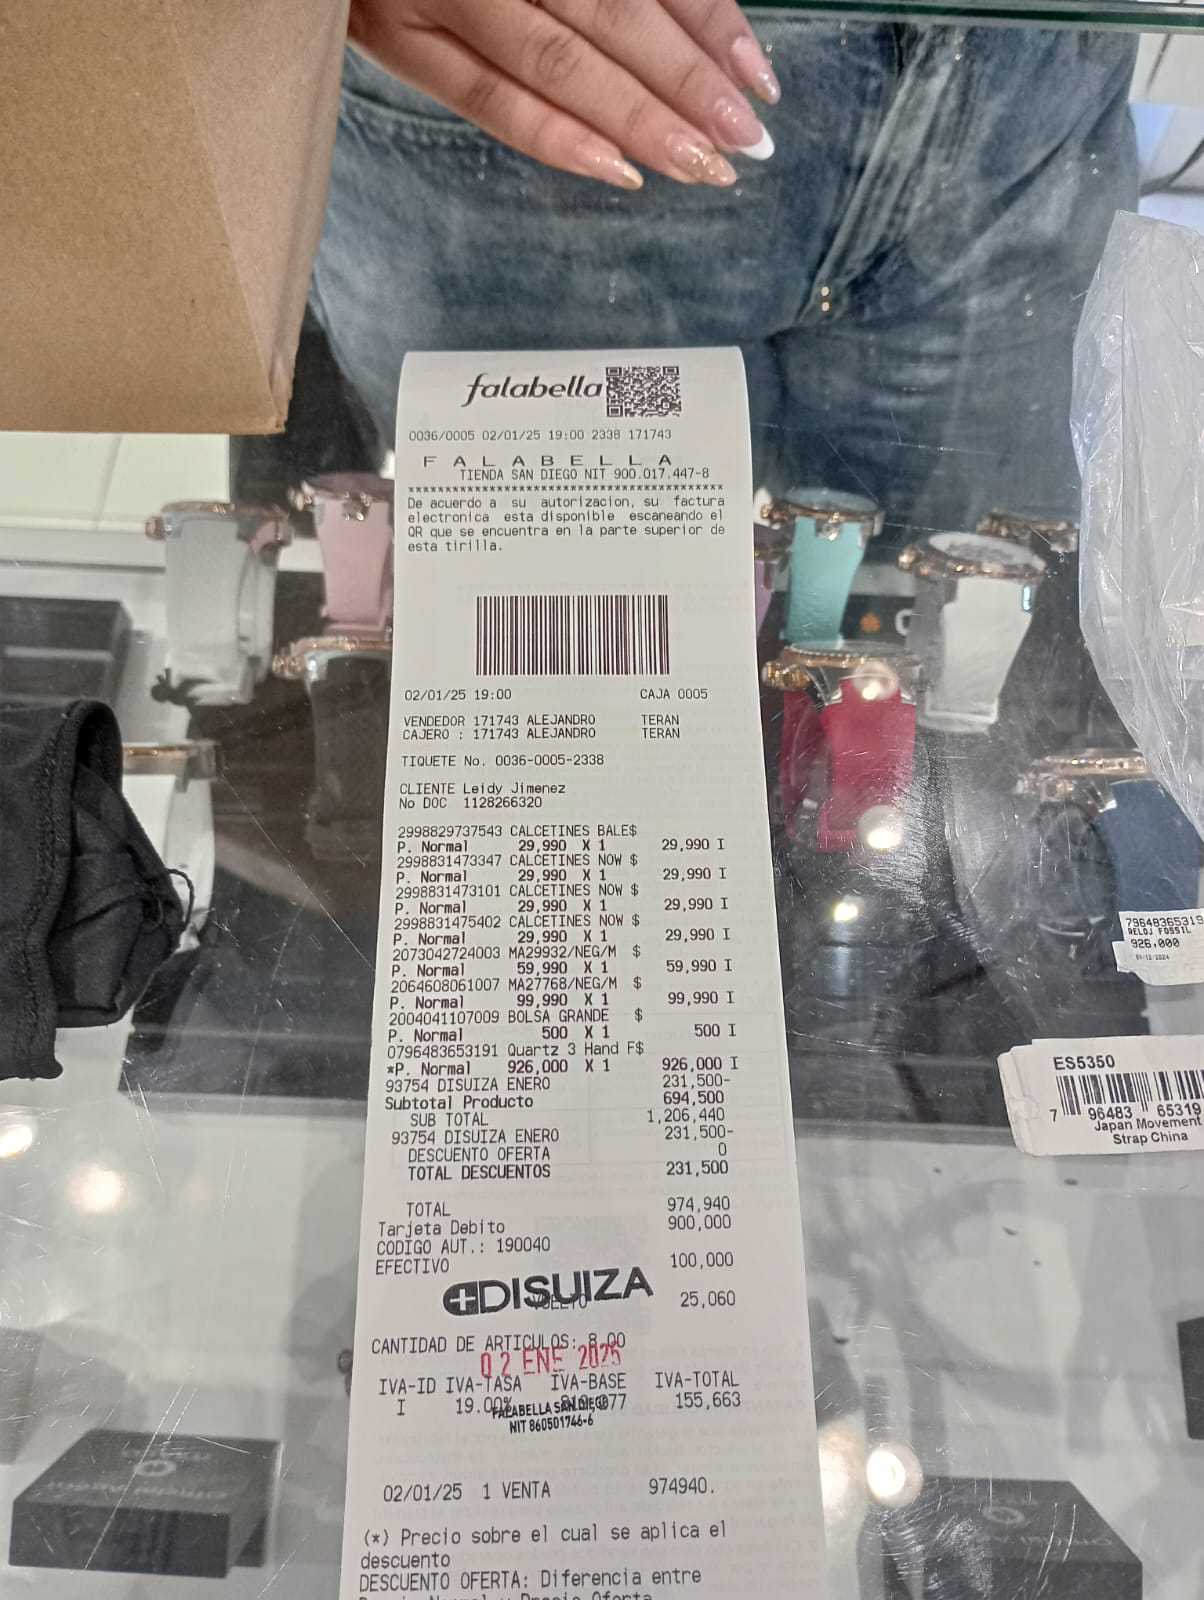 falabella
0036/0005 02/01/25 19:00 2338 171743
F A L A B E L L A
TIENDA SAN DIEGO NIT 900.017.447-8
****************************************
De acuerdo a su autorizacion, su factura
electronica esta disponible escaneando el
QR que se encuentra en la parte superior de
esta tirilla.
02/01/25 19:00 CAJA 0005
VENDEDOR 171743 ALEJANDRO TERAN
CAJERO : 171743 ALEJANDRO TERAN
TIQUETE No. 0036-0005-2338
CLIENTE Leidy Jimenez
No DOC 1128266320
2998829737543 CALCETINES BALE$
P. Normal 29,990 X 1 29,990 I
2998831473347 CALCETINES NOW $
P. Normal 29,990 X 1 29,990 I
2998831473101 CALCETINES NOW $
P. Normal 29,990 X 1 29,990 I
2998831475402 CALCETINES NOW $
P. Normal 29,990 X 1 29,990 I
2073042724003 MA29932/NEG/M $
P. Normal 59,990 X 1 59,990 I
2064608061007 MA27768/NEG/M $
P. Normal 99,990 X 1 99,990 I
2004041107009 BOLSA GRANDE $
P. Normal 500 X 1 500 I
0796483653191 Quartz 3 Hand F$
*P. Normal 926,000 X 1 926,000 I
93754 DISUIZA ENERO 231,500-
Subtotal Producto 694,500
SUB TOTAL 1,206,440
93754 DISUIZA ENERO 231,500-
DESCUENTO OFERTA 0
TOTAL DESCUENTOS 231,500
TOTAL 974,940
Tarjeta Debito 900,000
CODIGO AUT.: 190040
EFECTIVO 100,000
DISUIZA
VUELTO 25,060
CANTIDAD DE ARTICULOS: 8.00
02 ENE 2025
IVA-ID IVA-TASA IVA-BASE IVA-TOTAL
I 19.00% 155,663
FALABELLA SAN DIEGO
NIT 860501746-6
02/01/25 1 VENTA 974940.
(*) Precio sobre el cual se aplica el
descuento
DESCUENTO OFERTA: Diferencia entre
79648365319
RELOJ FOSSIL
926,000
01/12/2024
ES5350
7 96483 65319
Japan Movement
Strap China